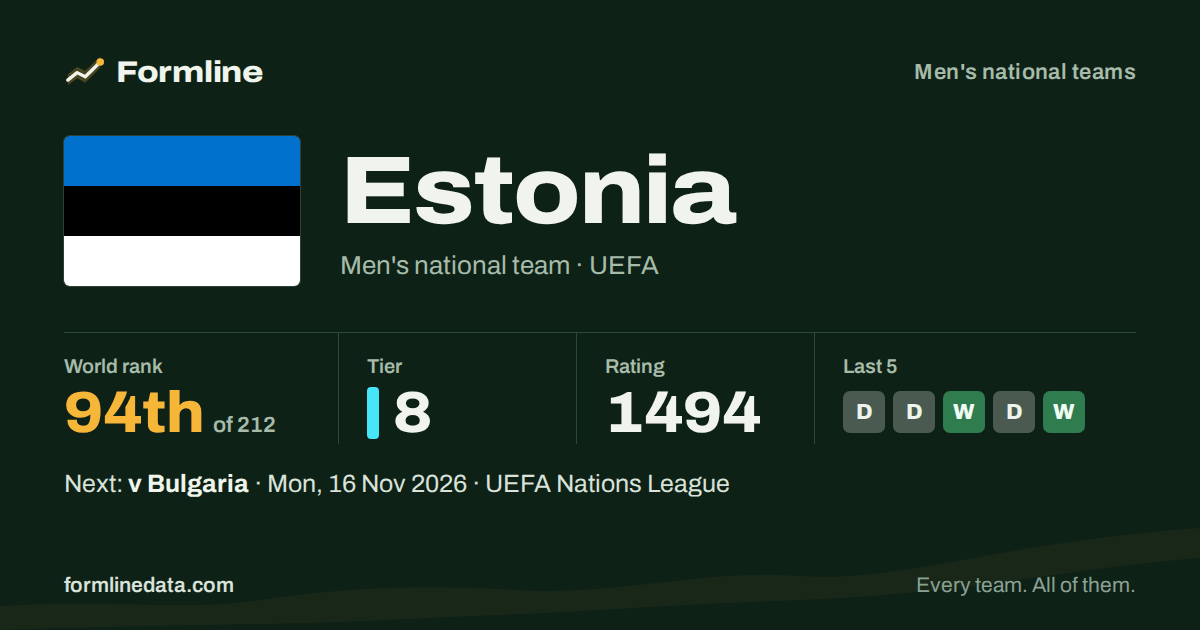 Formline
Men's national teams
Estonia
Men's national team · UEFA
World rank
94th of 212
Tier
8
Rating
1494
Last 5
D D W D W
Next: v Bulgaria · Mon, 16 Nov 2026 · UEFA Nations League
formlinedata.com
Every team. All of them.